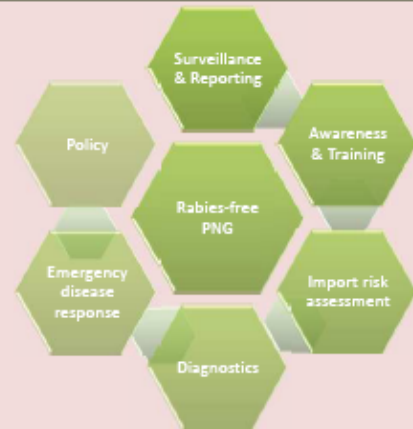 Surveillance
& Reporting
Awareness
& Training
Import risk
assessment
Diagnostics
Emergency
disease
response
Policy
Rabies-free
PNG